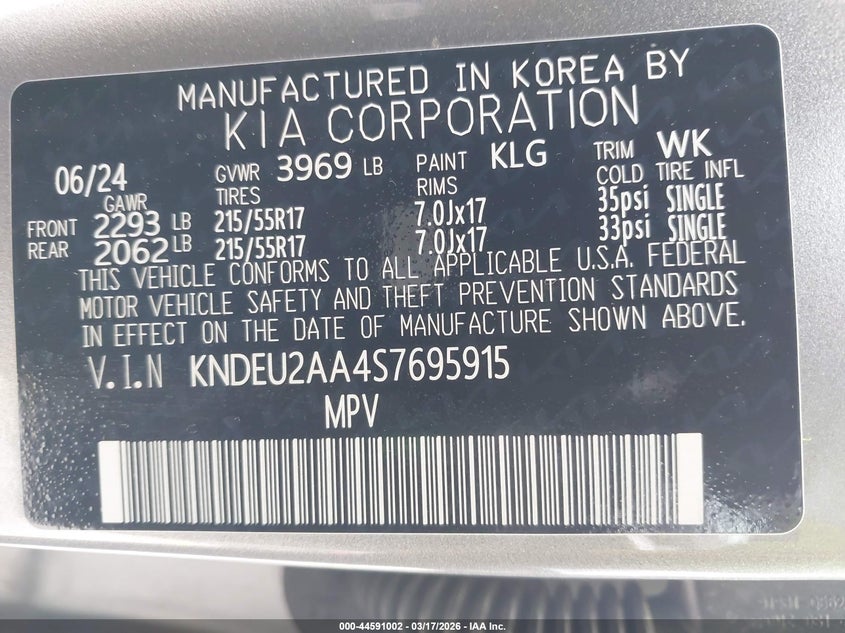 MANUFACTURED IN KOREA BY
KIA CORPORATION
06/24 GVWR 3969 LB PAINT KLG TRIM WK
GAWR TIRES RIMS COLD TIRE INFL
FRONT 2293 LB 215/55R17 7.0Jx17 35psi SINGLE
REAR 2062 LB 215/55R17 7.0Jx17 33psi SINGLE
THIS VEHICLE CONFORMS TO ALL APPLICABLE U.S.A. FEDERAL
MOTOR VEHICLE SAFETY AND THEFT PREVENTION STANDARDS
IN EFFECT ON THE DATE OF MANUFACTURE SHOWN ABOVE.
V.I.N KNDEU2AA4S7695915
MPV
000-44591002 - 03/17/2026 - IAA Inc.